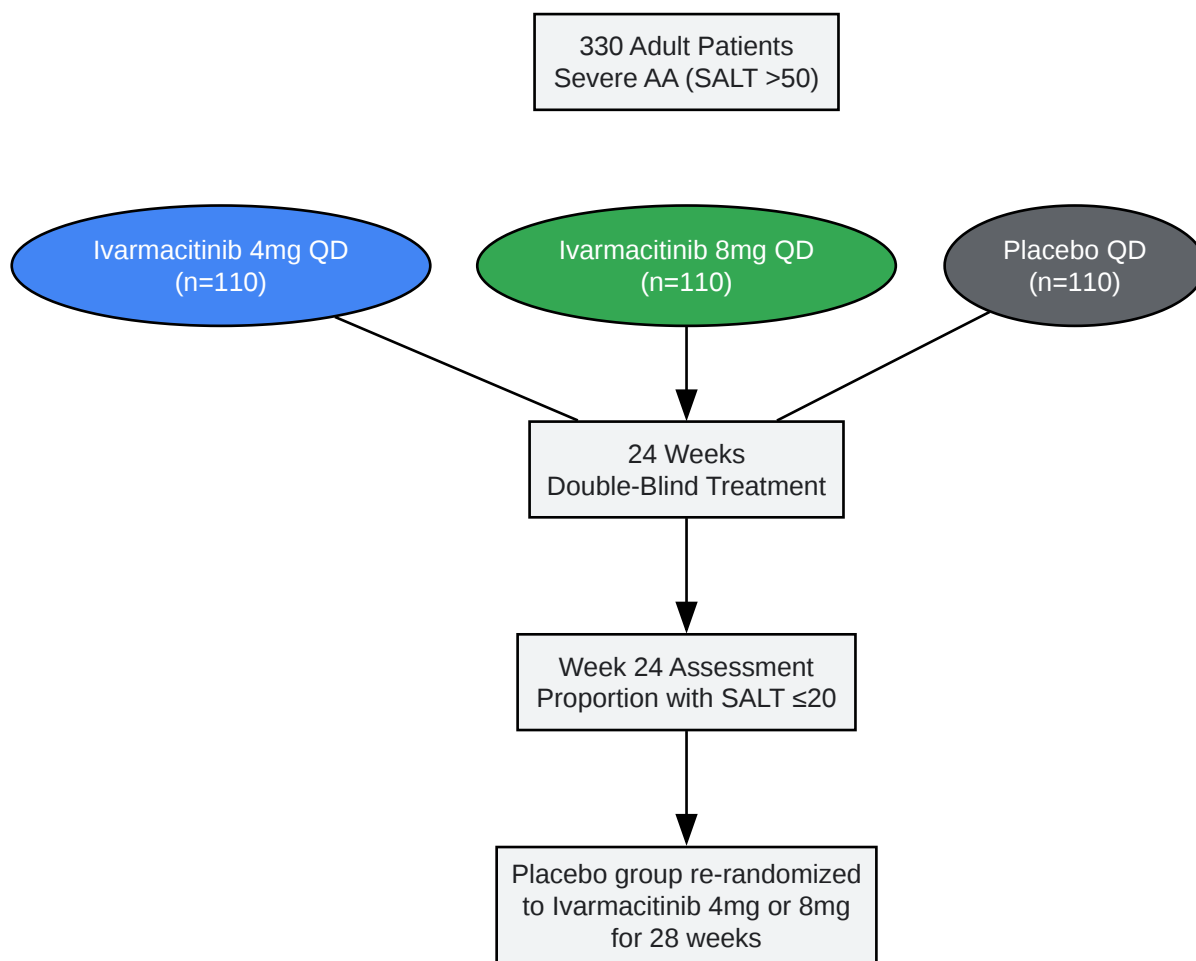 330 Adult Patients
Severe AA (SALT >50)
Ivarmacitinib 4mg QD
(n=110)
Ivarmacitinib 8mg QD
(n=110)
Placebo QD
(n=110)
24 Weeks
Double-Blind Treatment
Week 24 Assessment
Proportion with SALT ≤20
Placebo group re-randomized
to Ivarmacitinib 4mg or 8mg
for 28 weeks